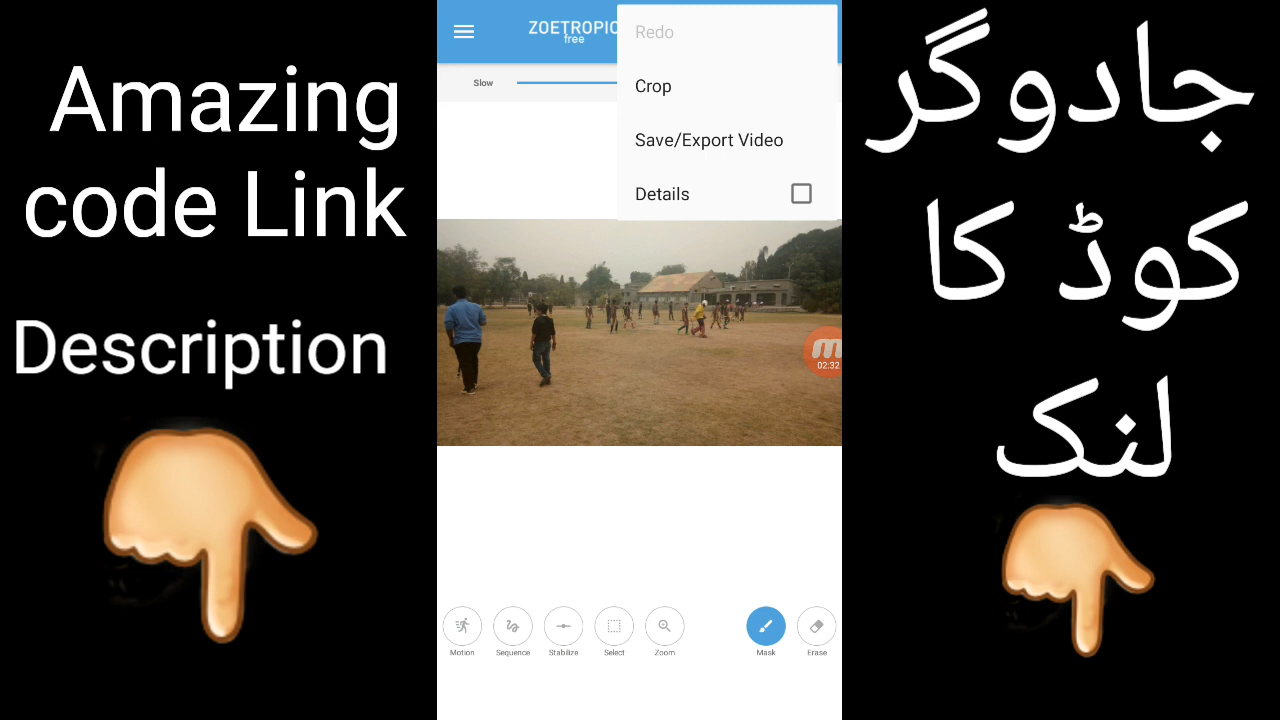 Amazing
code Link
Description
ZOETROPIC
free
Slow
Redo
Crop
Save/Export Video
Details
02:32
Motion
Sequence
Stabilize
Select
Zoom
Mask
Erase
جادوگر
کوڈ کا
لنک